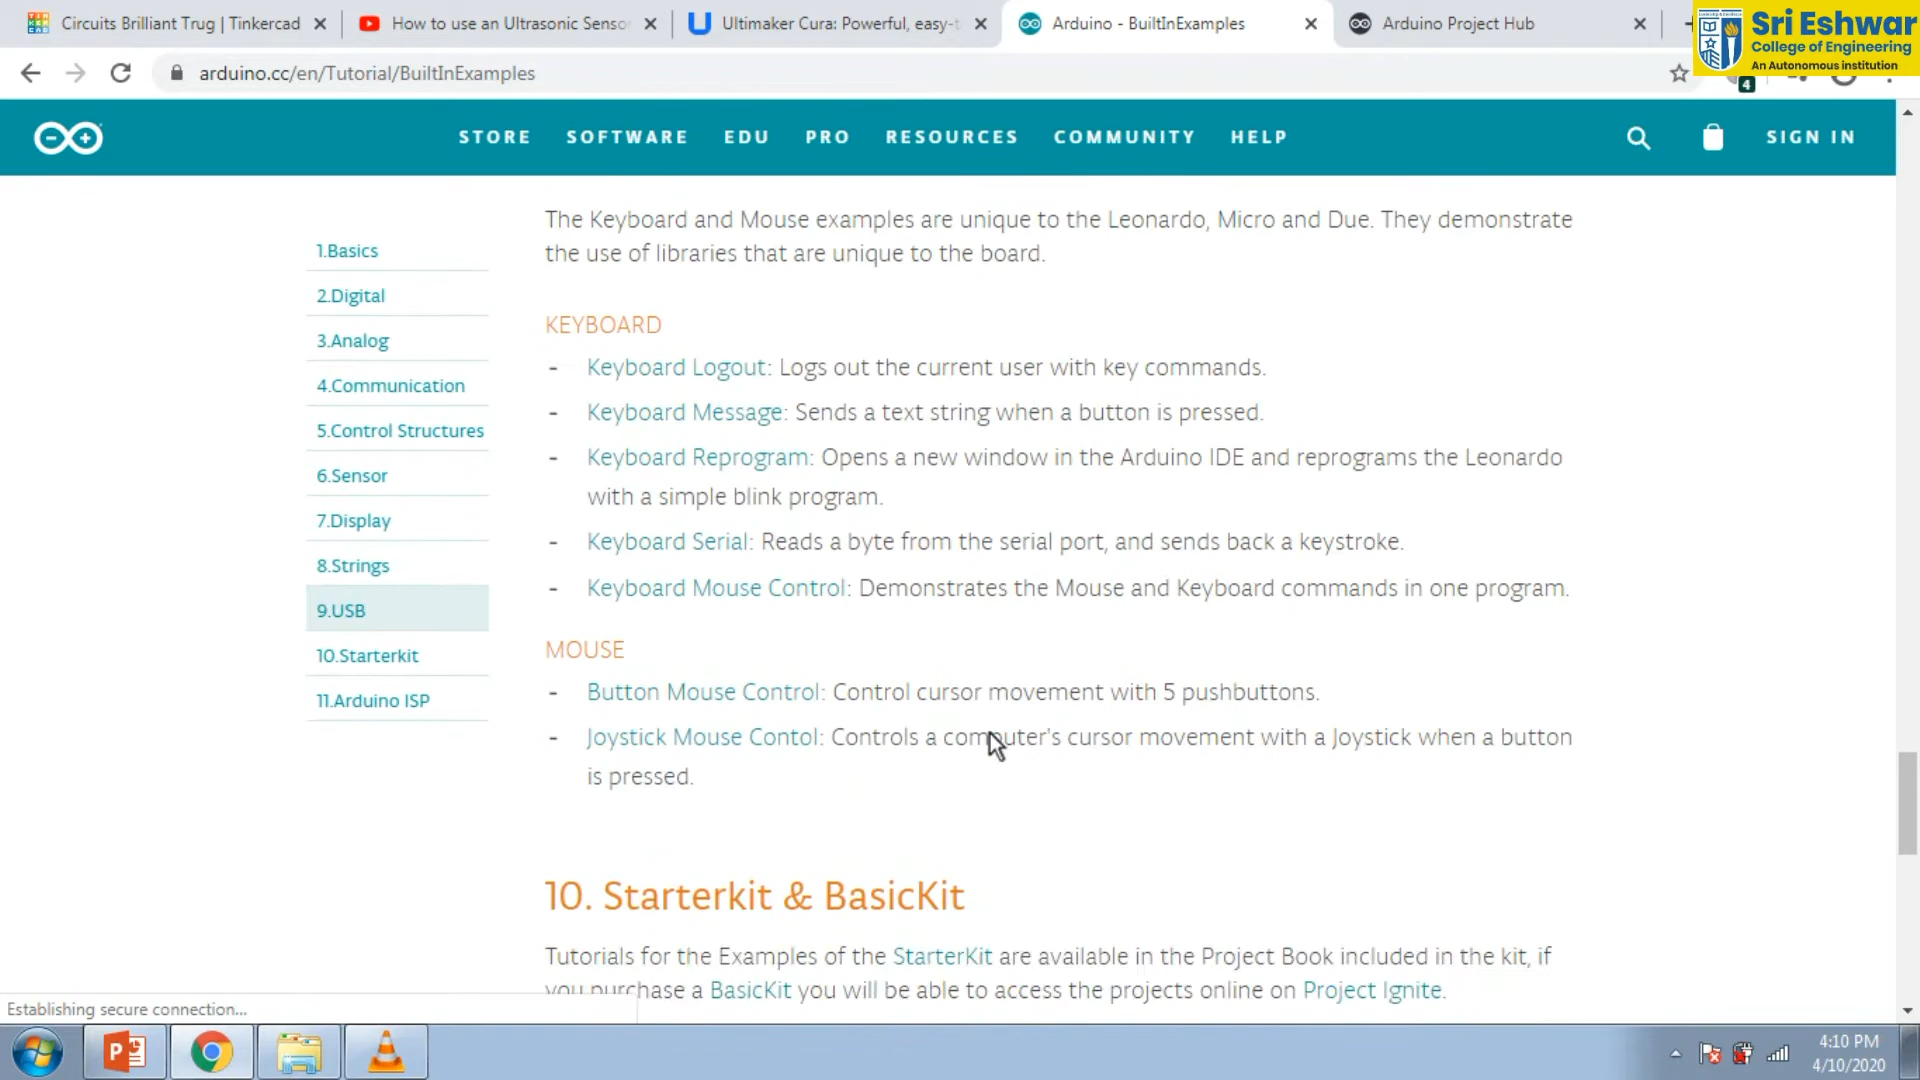 Circuits Brilliant Trug | Tinkercad
How to use an Ultrasonic Senso
Ultimaker Cura: Powerful, easy-t
Arduino - BuiltInExamples
Arduino Project Hub
Sri Eshwar
College of Engineering
An Autonomous institution
arduino.cc/en/Tutorial/BuiltInExamples
4
STORE SOFTWARE EDU PRO RESOURCES COMMUNITY HELP SIGN IN
1.Basics
2.Digital
3.Analog
4.Communication
5.Control Structures
6.Sensor
7.Display
8.Strings
9.USB
10.Starterkit
11.Arduino ISP
The Keyboard and Mouse examples are unique to the Leonardo, Micro and Due. They demonstrate
the use of libraries that are unique to the board.
KEYBOARD
- Keyboard Logout: Logs out the current user with key commands.
- Keyboard Message: Sends a text string when a button is pressed.
- Keyboard Reprogram: Opens a new window in the Arduino IDE and reprograms the Leonardo
with a simple blink program.
- Keyboard Serial: Reads a byte from the serial port, and sends back a keystroke.
- Keyboard Mouse Control: Demonstrates the Mouse and Keyboard commands in one program.
MOUSE
- Button Mouse Control: Control cursor movement with 5 pushbuttons.
- Joystick Mouse Contol: Controls a computer's cursor movement with a Joystick when a button
is pressed.
10. Starterkit & BasicKit
Tutorials for the Examples of the StarterKit are available in the Project Book included in the kit, if
you purchase a BasicKit you will be able to access the projects online on Project Ignite.
Establishing secure connection...
4:10 PM
4/10/2020